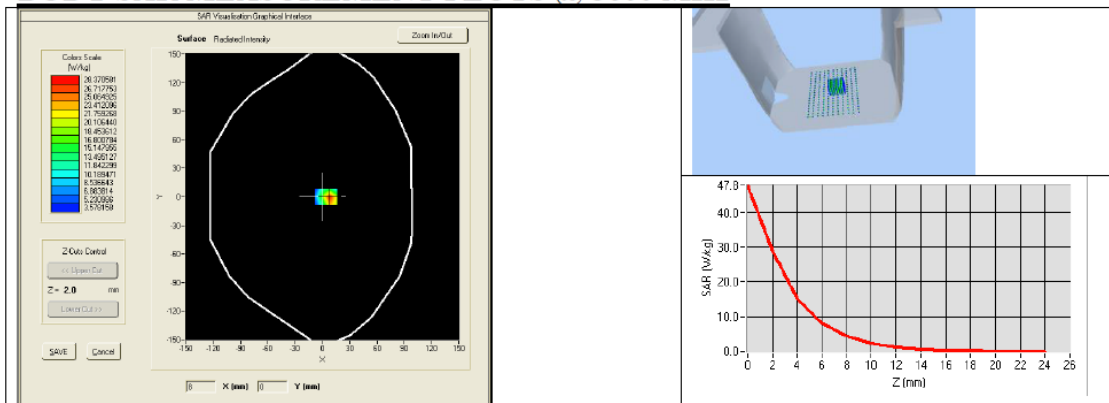 SAR Visualisation Graphical Interface
Surface Radiated Intensity
Zoom In/Out
Colors Scale
(W/kg)
28.370581
26.717753
25.064925
23.412096
21.759268
20.106440
18.453612
16.800784
15.147955
13.495127
11.842299
10.189471
8.536643
6.883814
5.230986
3.578158
Z-Cuts Control
<< Upper Cut
Z = 2.0 mm
Lower Cut >>
SAVE Cancel
150
120
90
60
30
0
-30
-60
-90
-120
-150
Y
-150 -120 -90 -60 -30 0 30 60 90 120 150
X
8 X (mm) 0 Y (mm)
47.0
40.0
30.0
20.0
10.0
0.0
SAR (W/kg)
0 2 4 6 8 10 12 14 16 18 20 22 24 26
Z (mm)